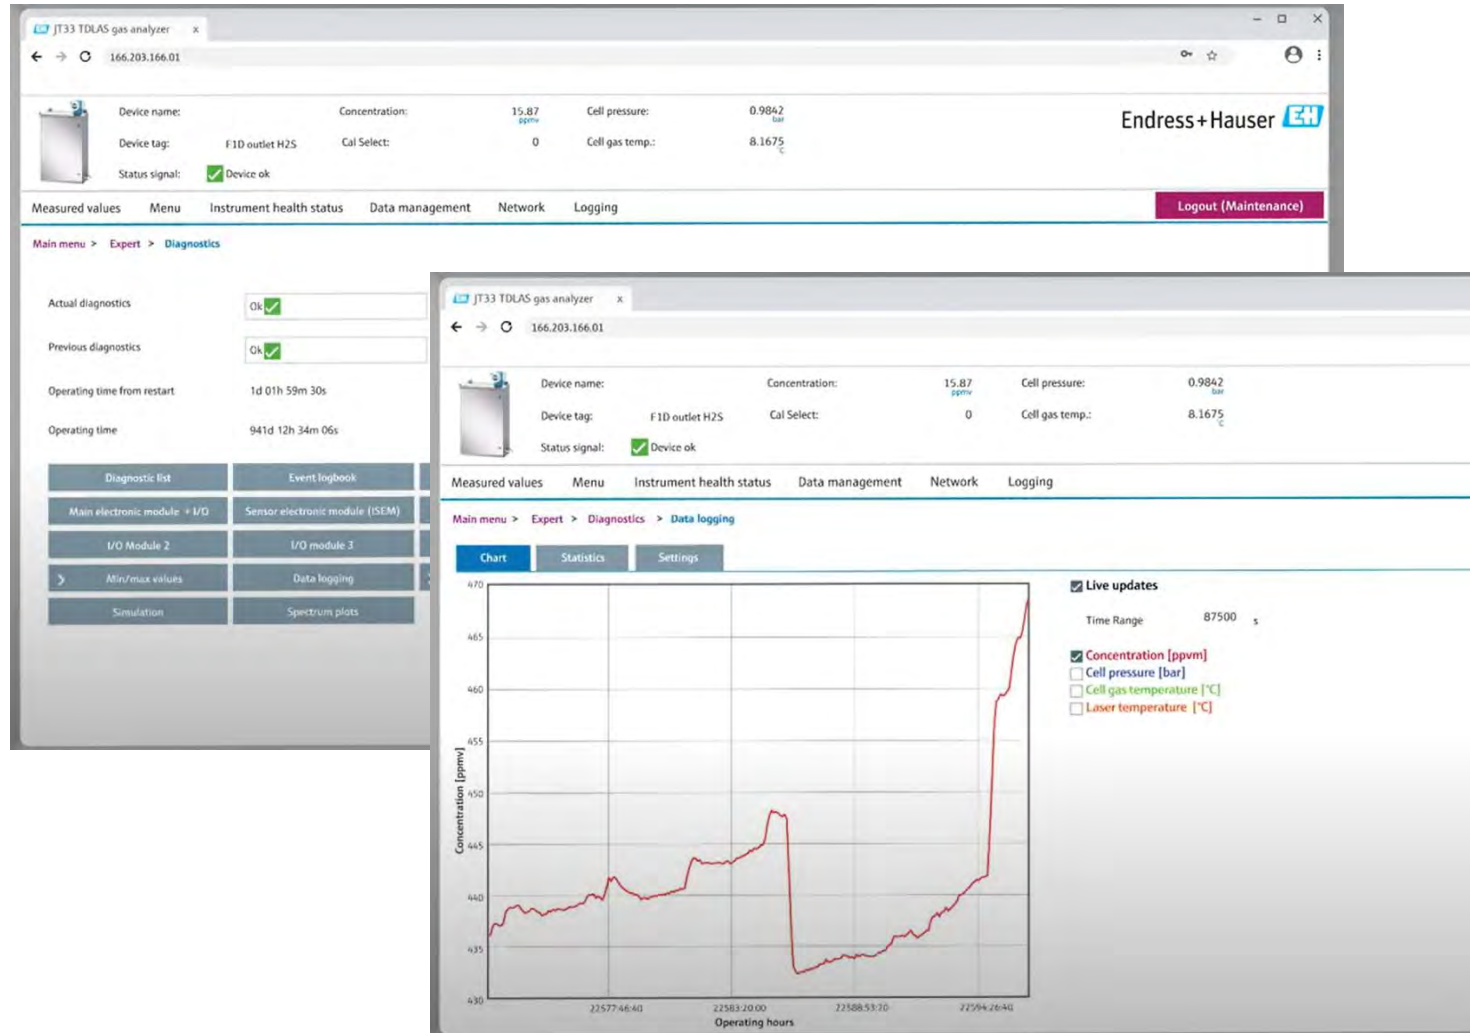 JT33 TDLAS gas analyzer x
166.203.166.01
Device name: Concentration: 15.87 ppmv Cell pressure: 0.9842 bar
Endress+Hauser EH
Device tag: F1D outlet H2S Cal Select: 0 Cell gas temp.: 8.1675 °C
Status signal: Device ok
Measured values Menu Instrument health status Data management Network Logging Logout (Maintenance)
Main menu > Expert > Diagnostics
Actual diagnostics Ok
Previous diagnostics Ok
Operating time from restart 1d 01h 59m 30s
Operating time 941d 12h 34m 06s
Diagnostic list Event logbook
Main electronic module + I/O Sensor electronic module (ISEM)
I/O Module 2 I/O module 3
Min/max values Data logging
Simulation Spectrum plots
JT33 TDLAS gas analyzer x
166.203.166.01
Device name: Concentration: 15.87 ppmv Cell pressure: 0.9842 bar
Device tag: F1D outlet H2S Cal Select: 0 Cell gas temp.: 8.1675 °C
Status signal: Device ok
Measured values Menu Instrument health status Data management Network Logging
Main menu > Expert > Diagnostics > Data logging
Chart Statistics Settings
Live updates
Time Range 87500 s
Concentration [ppvm]
Cell pressure [bar]
Cell gas temperature [°C]
Laser temperature [°C]
Concentration [ppmv]
470
465
460
455
450
445
440
435
430
22577:46:40 22583:20:00 22588:53:20 22594:26:40
Operating hours